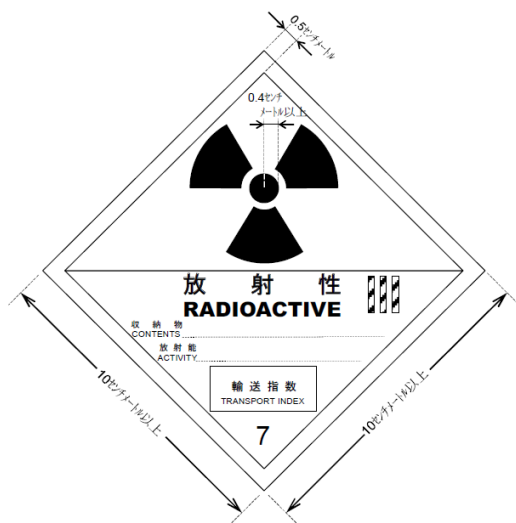 0.5センチメートル
0.4センチ
メートル以上
放射性
RADIOACTIVE
収納物
CONTENTS
放射能
ACTIVITY
輸送指数
TRANSPORT INDEX
7
10センチメートル以上
10センチメートル以上